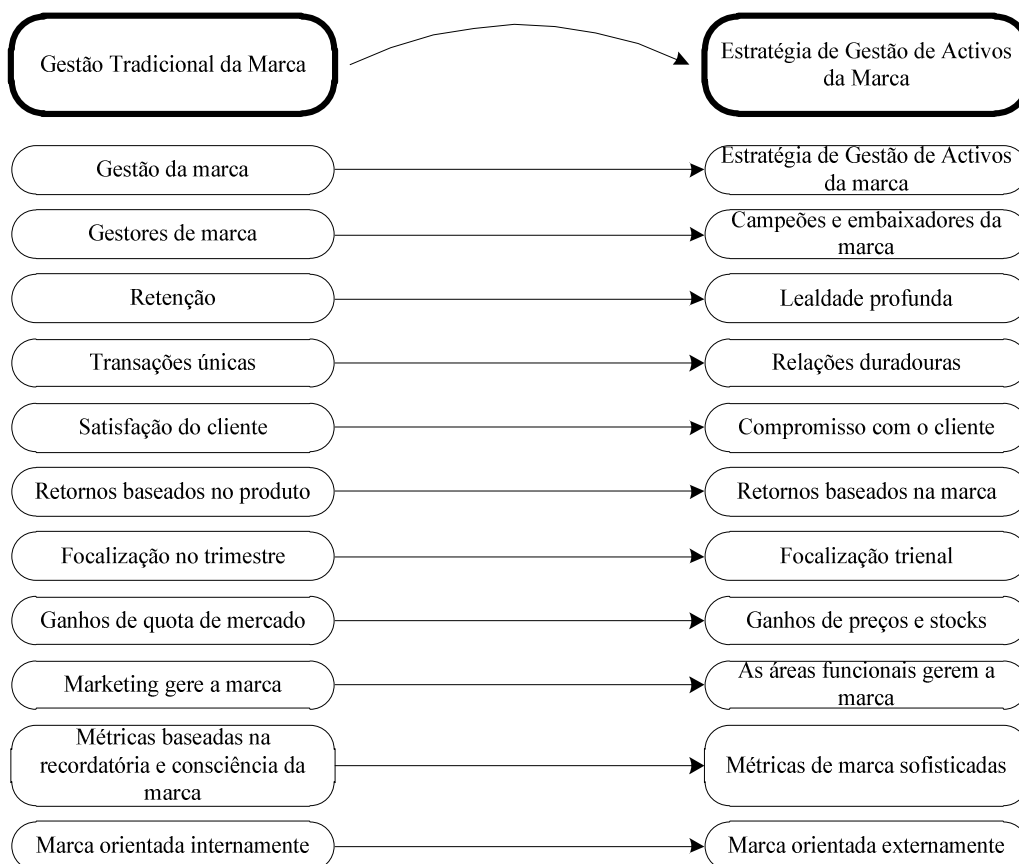 Gestão Tradicional da Marca
Estratégia de Gestão de Activos
da Marca
Gestão da marca
Estratégia de Gestão de Activos
da marca
Gestores de marca
Campeões e embaixadores da
marca
Retenção
Lealdade profunda
Transações únicas
Relações duradouras
Satisfação do cliente
Compromisso com o cliente
Retornos baseados no produto
Retornos baseados na marca
Focalização no trimestre
Focalização trienal
Ganhos de quota de mercado
Ganhos de preços e stocks
Marketing gere a marca
As áreas funcionais gerem a
marca
Métricas baseadas na
recordatória e consciência da
marca
Métricas de marca sofisticadas
Marca orientada internamente
Marca orientada externamente